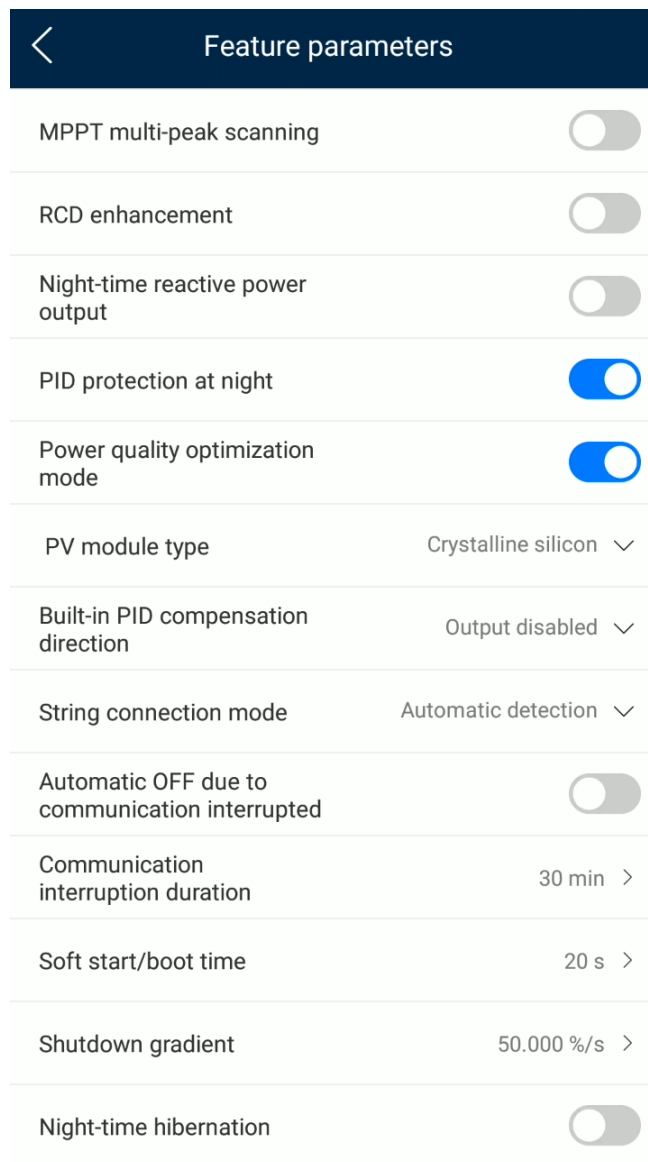 Feature parameters
MPPT multi-peak scanning
RCD enhancement
Night-time reactive power
output
PID protection at night
Power quality optimization
mode
PV module type
Crystalline silicon
Built-in PID compensation
direction
Output disabled
String connection mode
Automatic detection
Automatic OFF due to
communication interrupted
Communication
interruption duration
30 min
Soft start/boot time
20 s
Shutdown gradient
50.000 %/s
Night-time hibernation